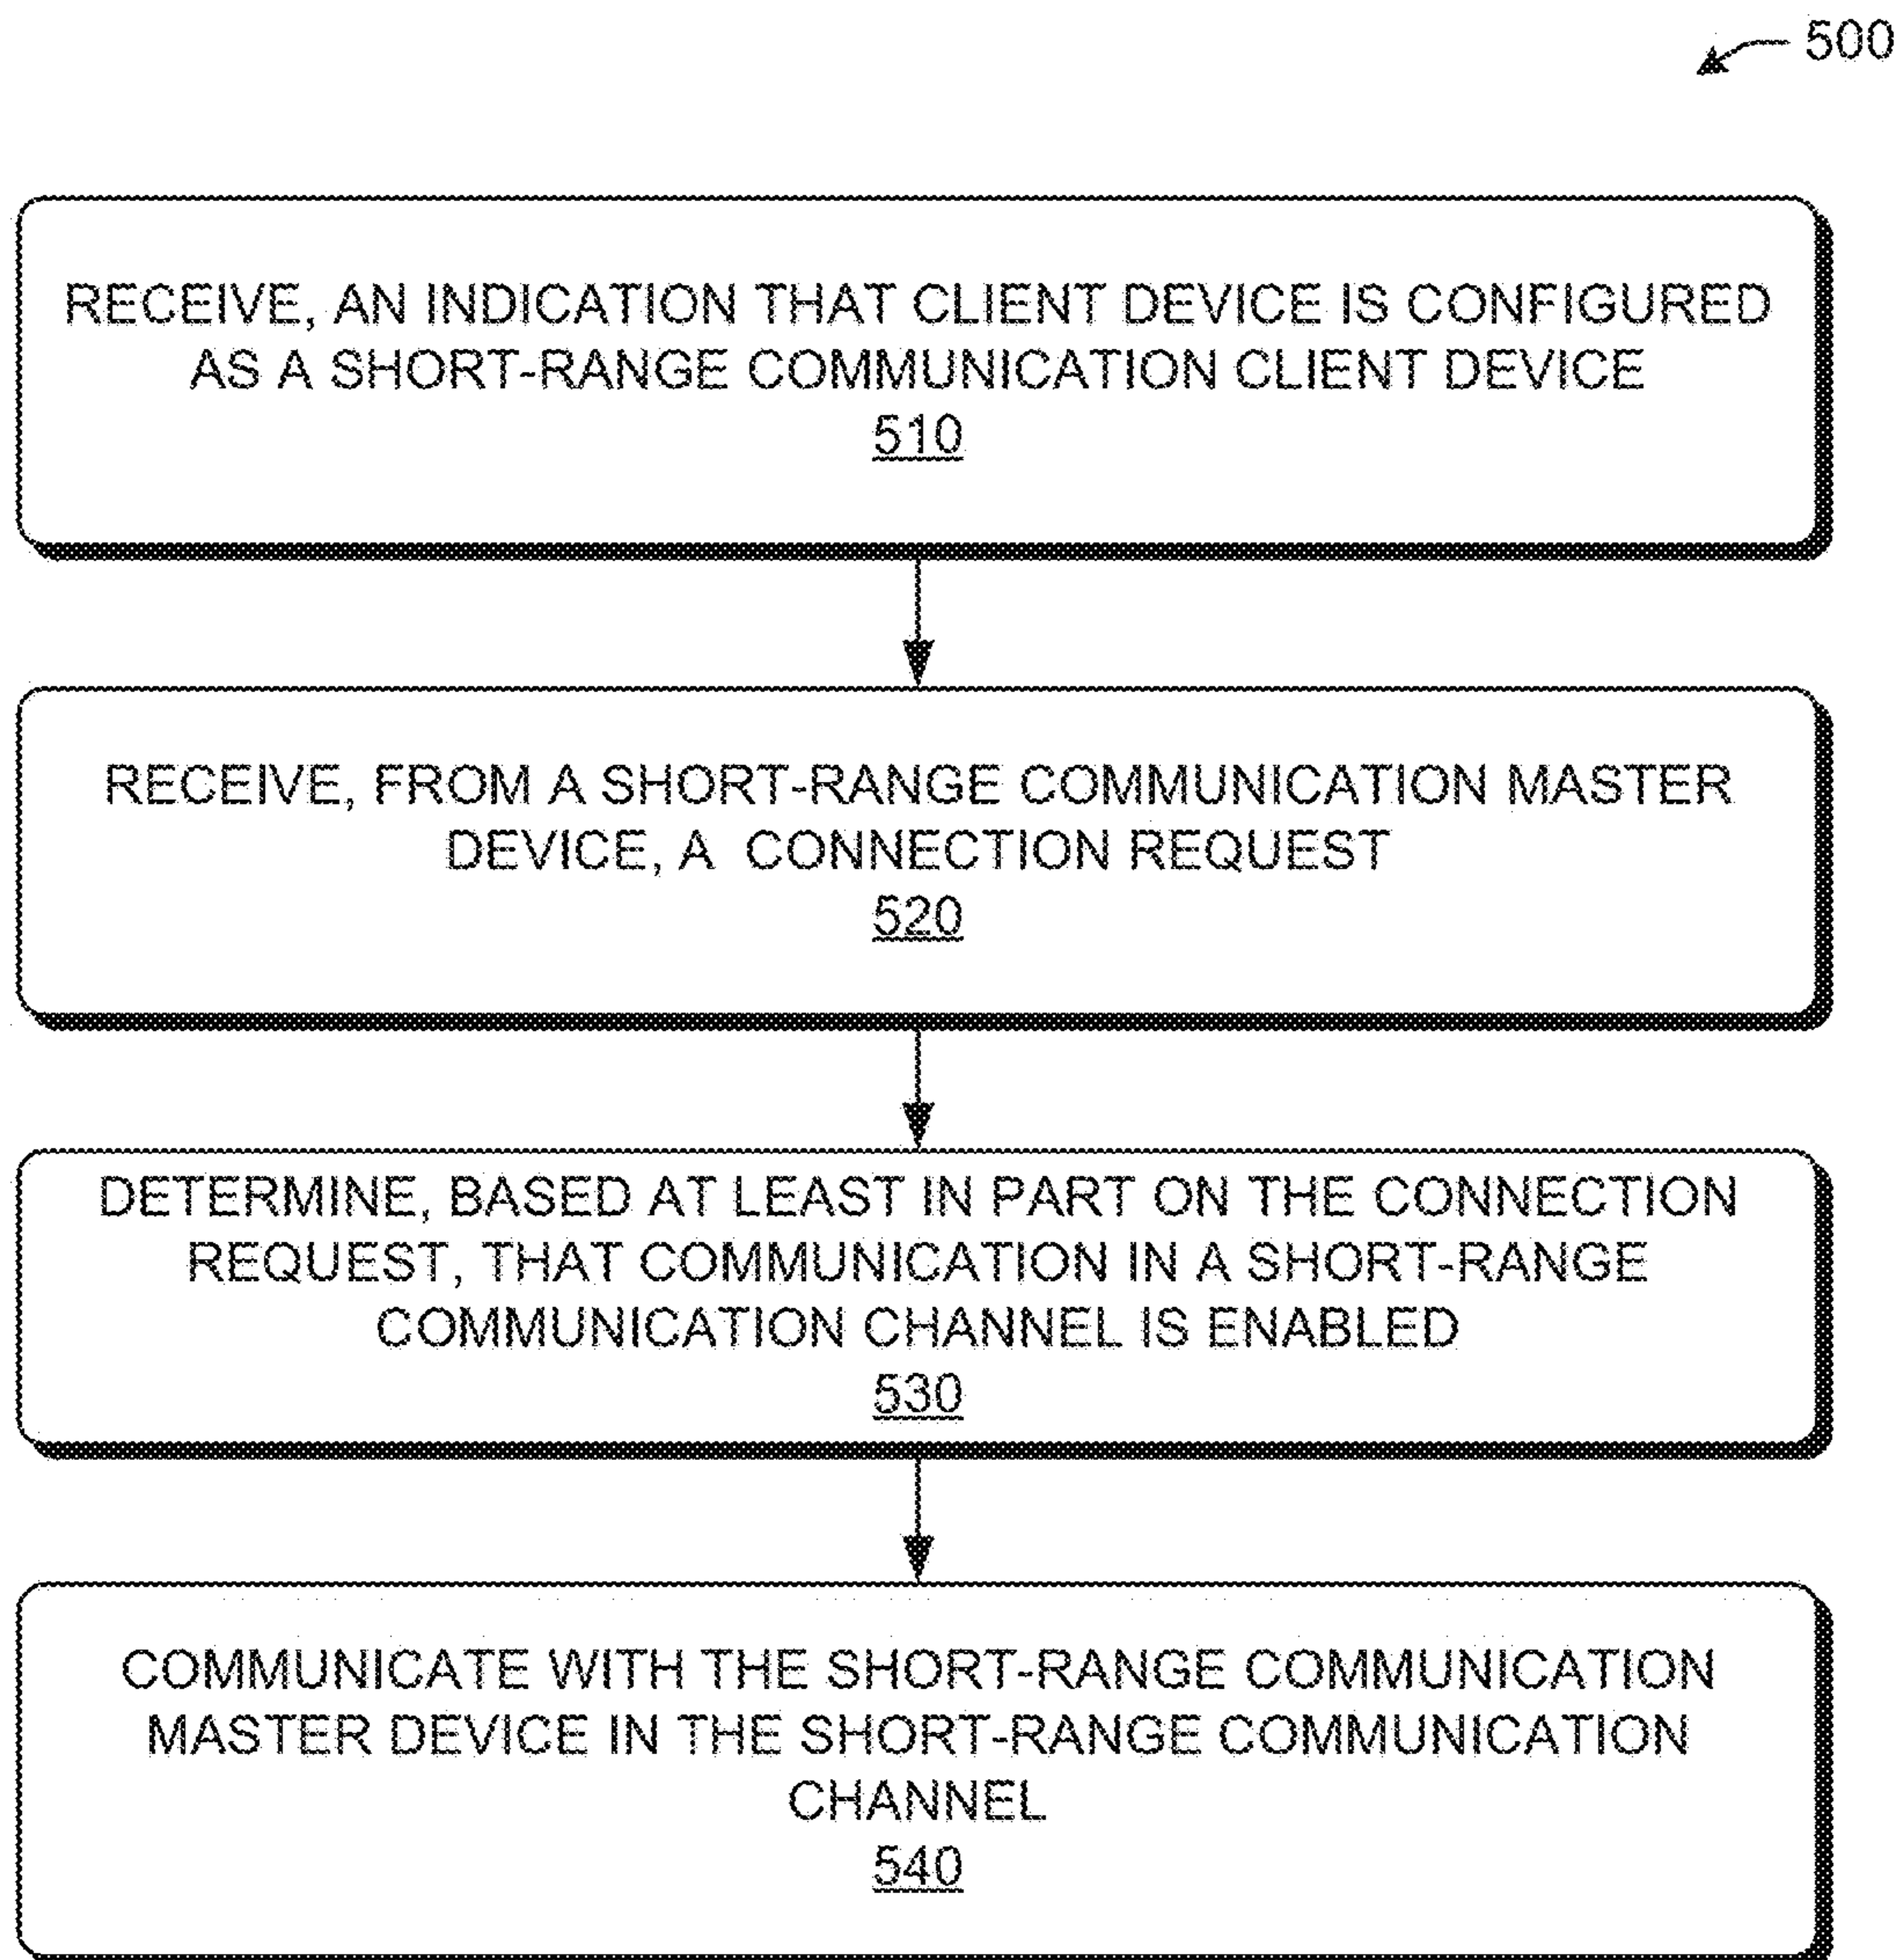 500
RECEIVE, AN INDICATION THAT CLIENT DEVICE IS CONFIGURED
AS A SHORT-RANGE COMMUNICATION CLIENT DEVICE
510
RECEIVE, FROM A SHORT-RANGE COMMUNICATION MASTER
DEVICE, A CONNECTION REQUEST
520
DETERMINE, BASED AT LEAST IN PART ON THE CONNECTION
REQUEST, THAT COMMUNICATION IN A SHORT-RANGE
COMMUNICATION CHANNEL IS ENABLED
530
COMMUNICATE WITH THE SHORT-RANGE COMMUNICATION
MASTER DEVICE IN THE SHORT-RANGE COMMUNICATION
CHANNEL
540